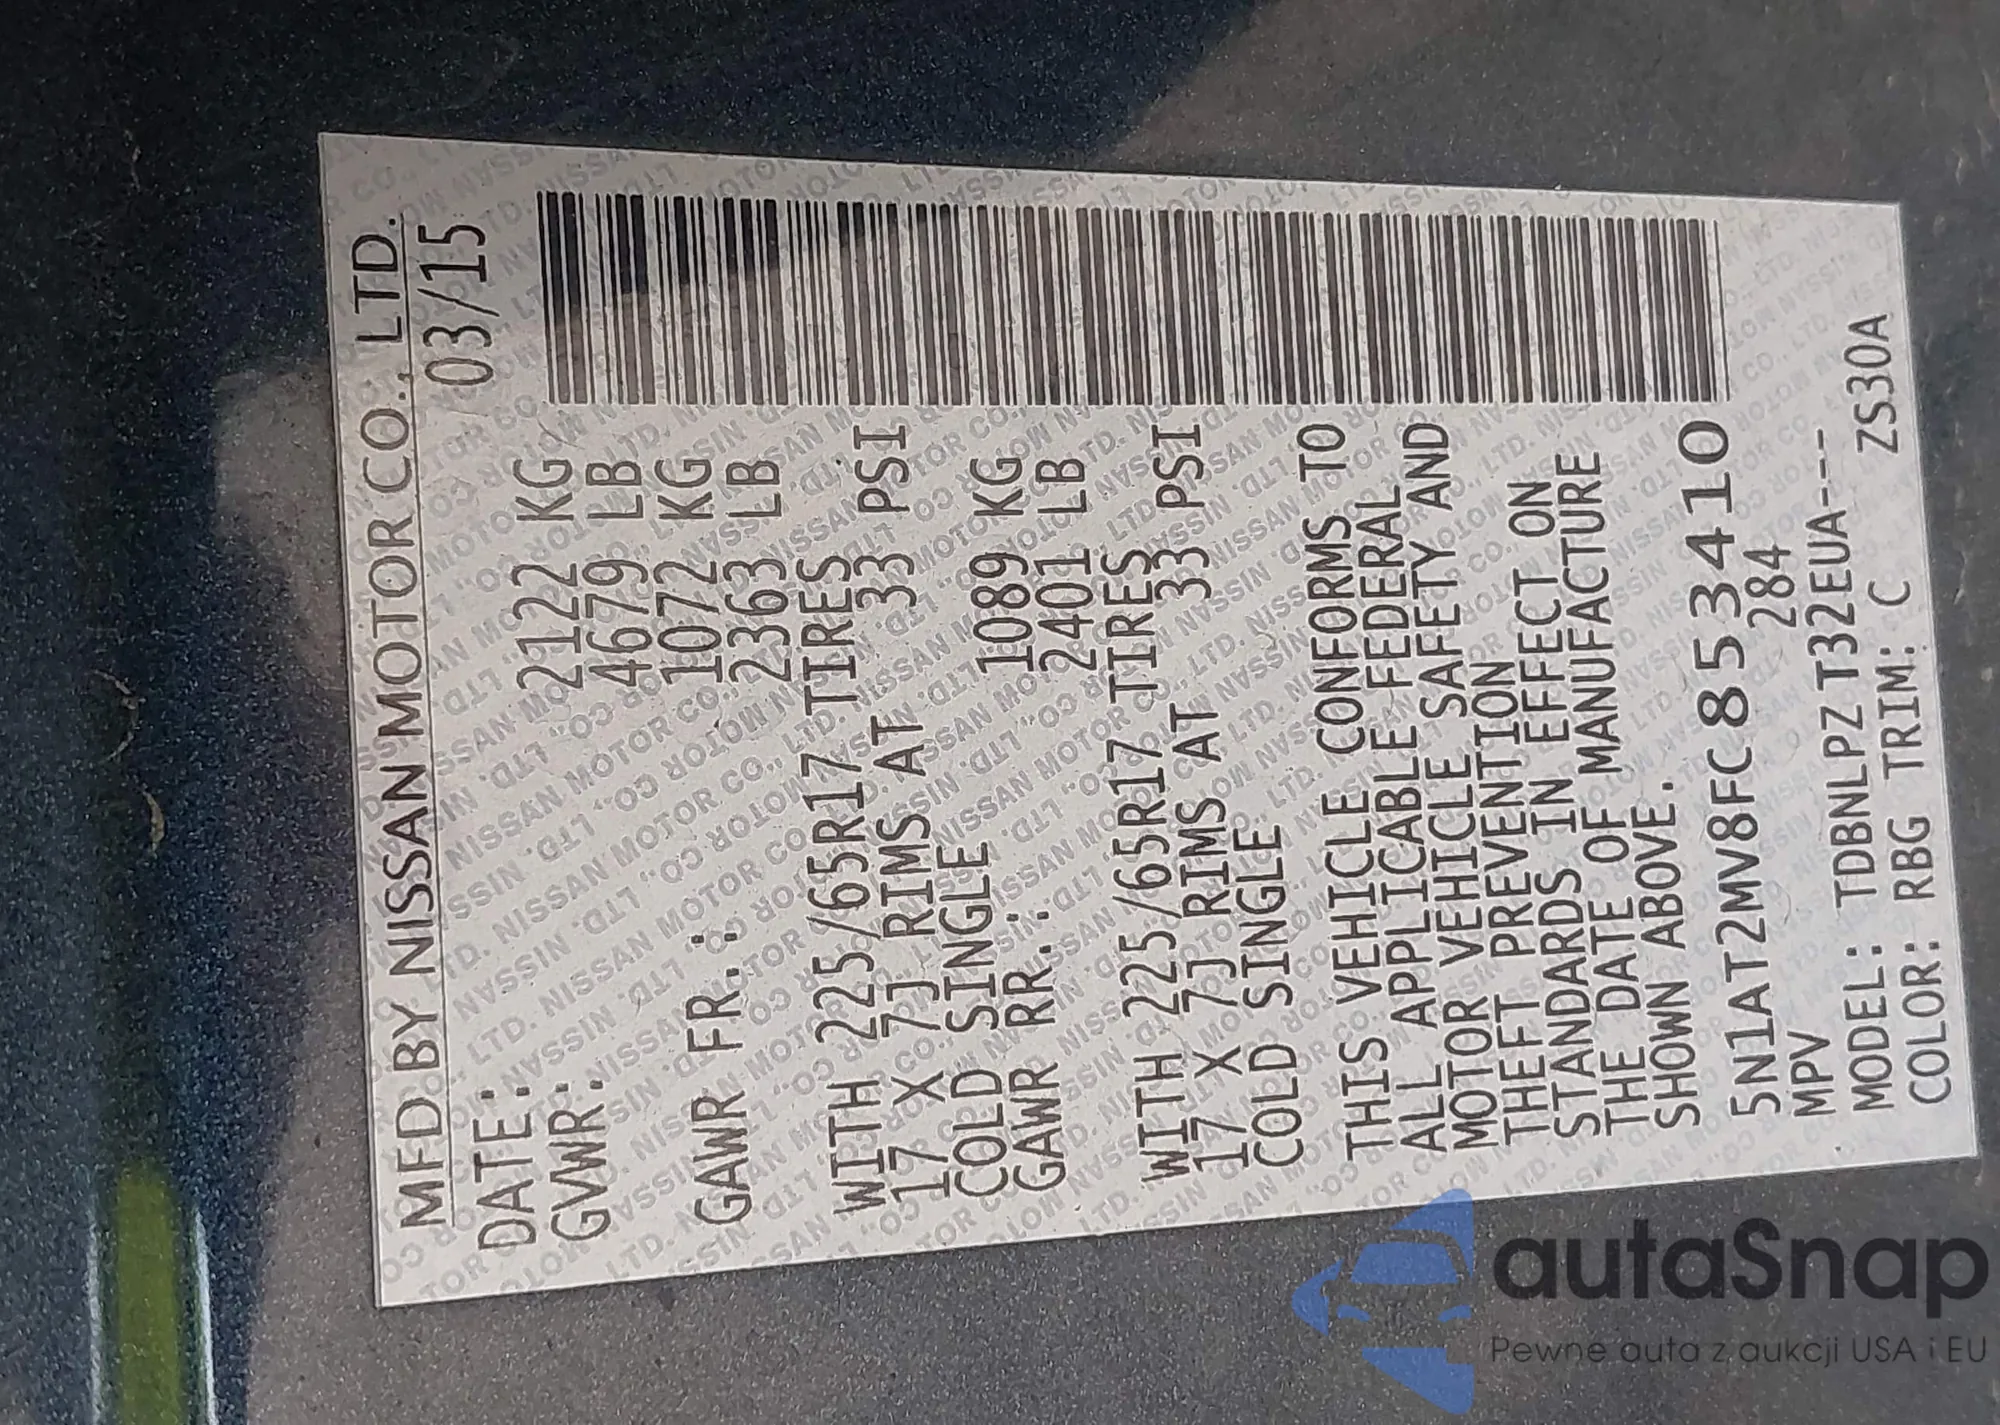 MFD BY NISSAN MOTOR CO., LTD.
DATE: 03/15
GVWR: 2122 KG
4679 LB
GAWR FR.: 1072 KG
2363 LB
WITH 225/65R17 TIRES
17 X 7J RIMS AT 33 PSI
COLD SINGLE
GAWR RR.: 1089 KG
2401 LB
WITH 225/65R17 TIRES
17 X 7J RIMS AT 33 PSI
COLD SINGLE
THIS VEHICLE CONFORMS TO
ALL APPLICABLE FEDERAL
MOTOR VEHICLE SAFETY AND
THEFT PREVENTION
STANDARDS IN EFFECT ON
THE DATE OF MANUFACTURE
SHOWN ABOVE.
5N1AT2MV8FC853410
MPV 284
MODEL: TDBNLPZ T32EUA---
COLOR: RBG TRIM: C ZS30A
autaSnap
Pewne auta z aukcji USA i EU